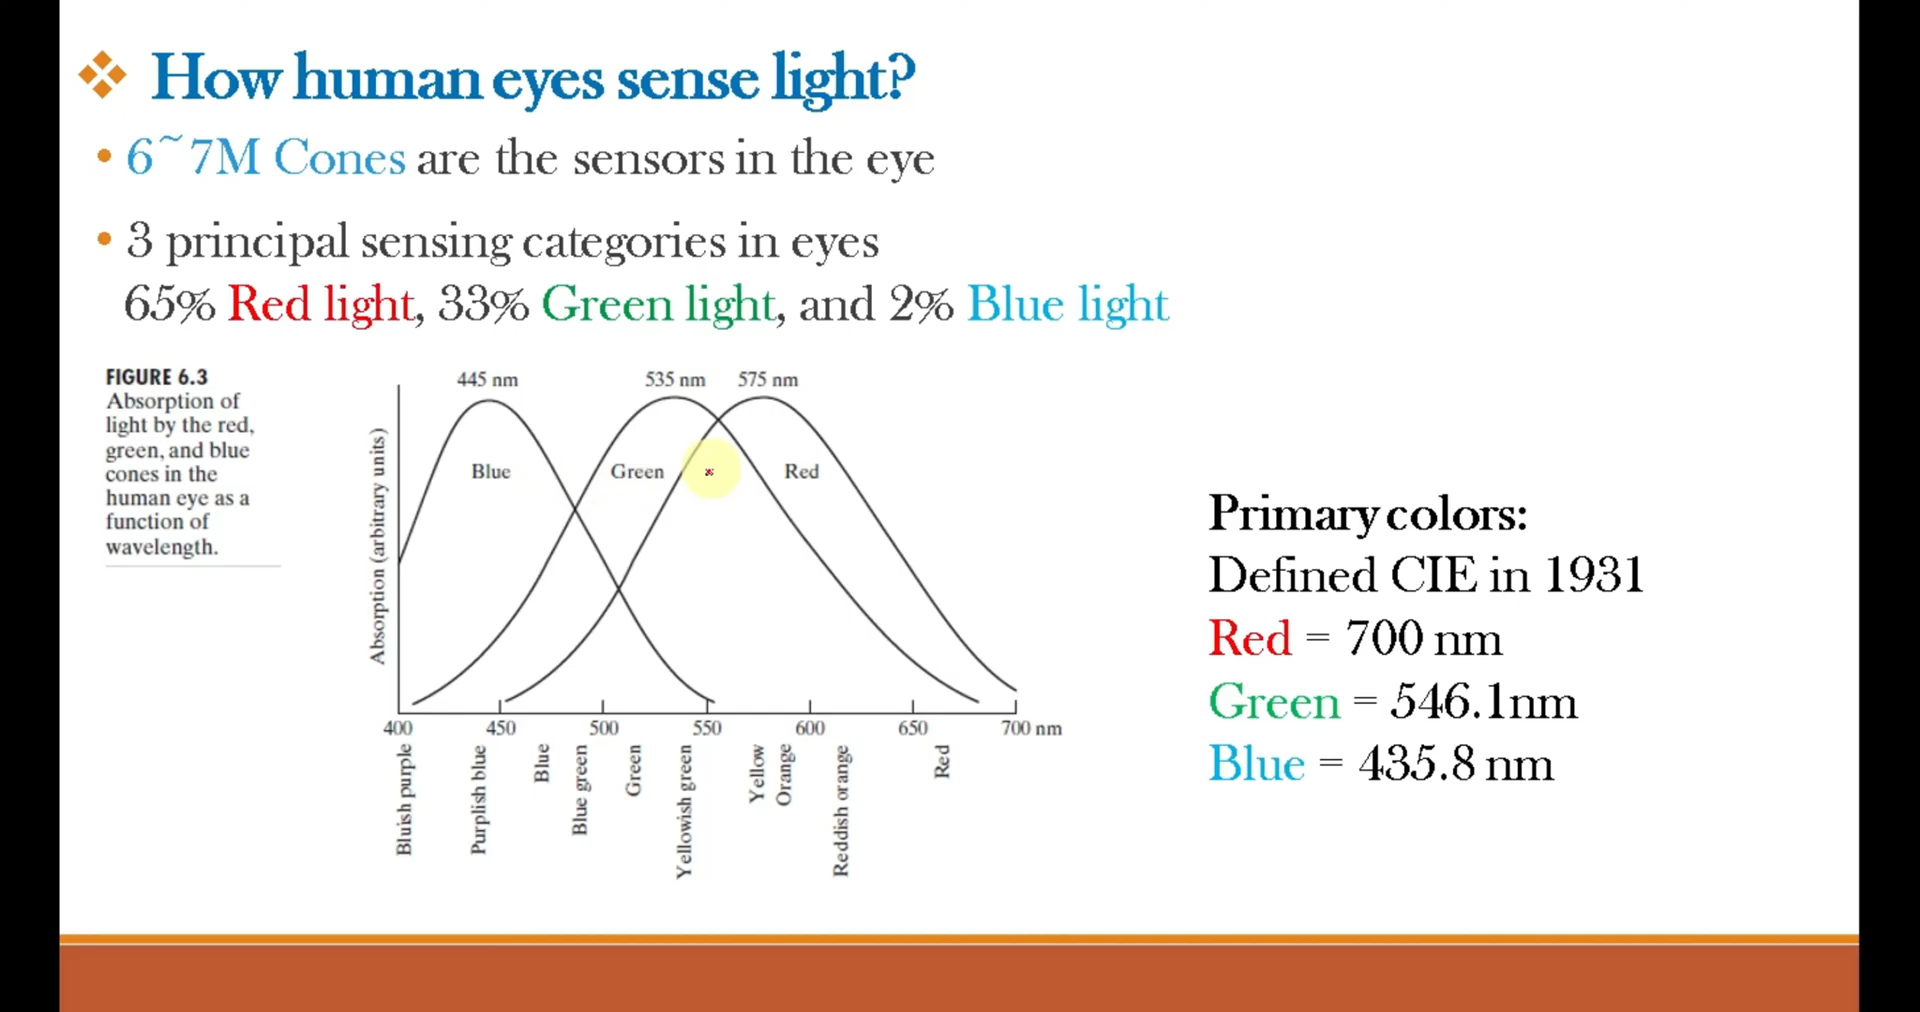 How human eyes sense light?
• 6~7M Cones are the sensors in the eye
• 3 principal sensing categories in eyes
65% Red light, 33% Green light, and 2% Blue light
FIGURE 6.3
Absorption of
light by the red,
green, and blue
cones in the
human eye as a
function of
wavelength.
445 nm 535 nm 575 nm
Absorption (arbitrary units)
Blue Green Red
400 450 500 550 600 650 700 nm
Bluish purple
Purplish blue
Blue
Blue green
Green
Yellowish green
Yellow
Orange
Reddish orange
Red
Primary colors:
Defined CIE in 1931
Red = 700 nm
Green = 546.1nm
Blue = 435.8 nm